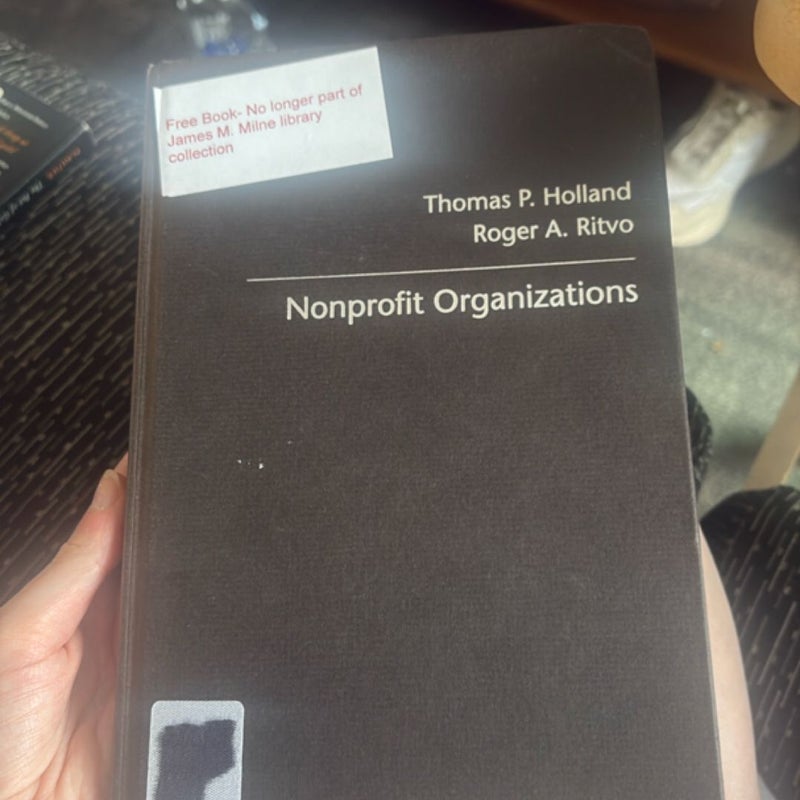 Free Book- No longer part of
James M. Milne library
collection
Thomas P. Holland
Roger A. Ritvo
Nonprofit Organizations